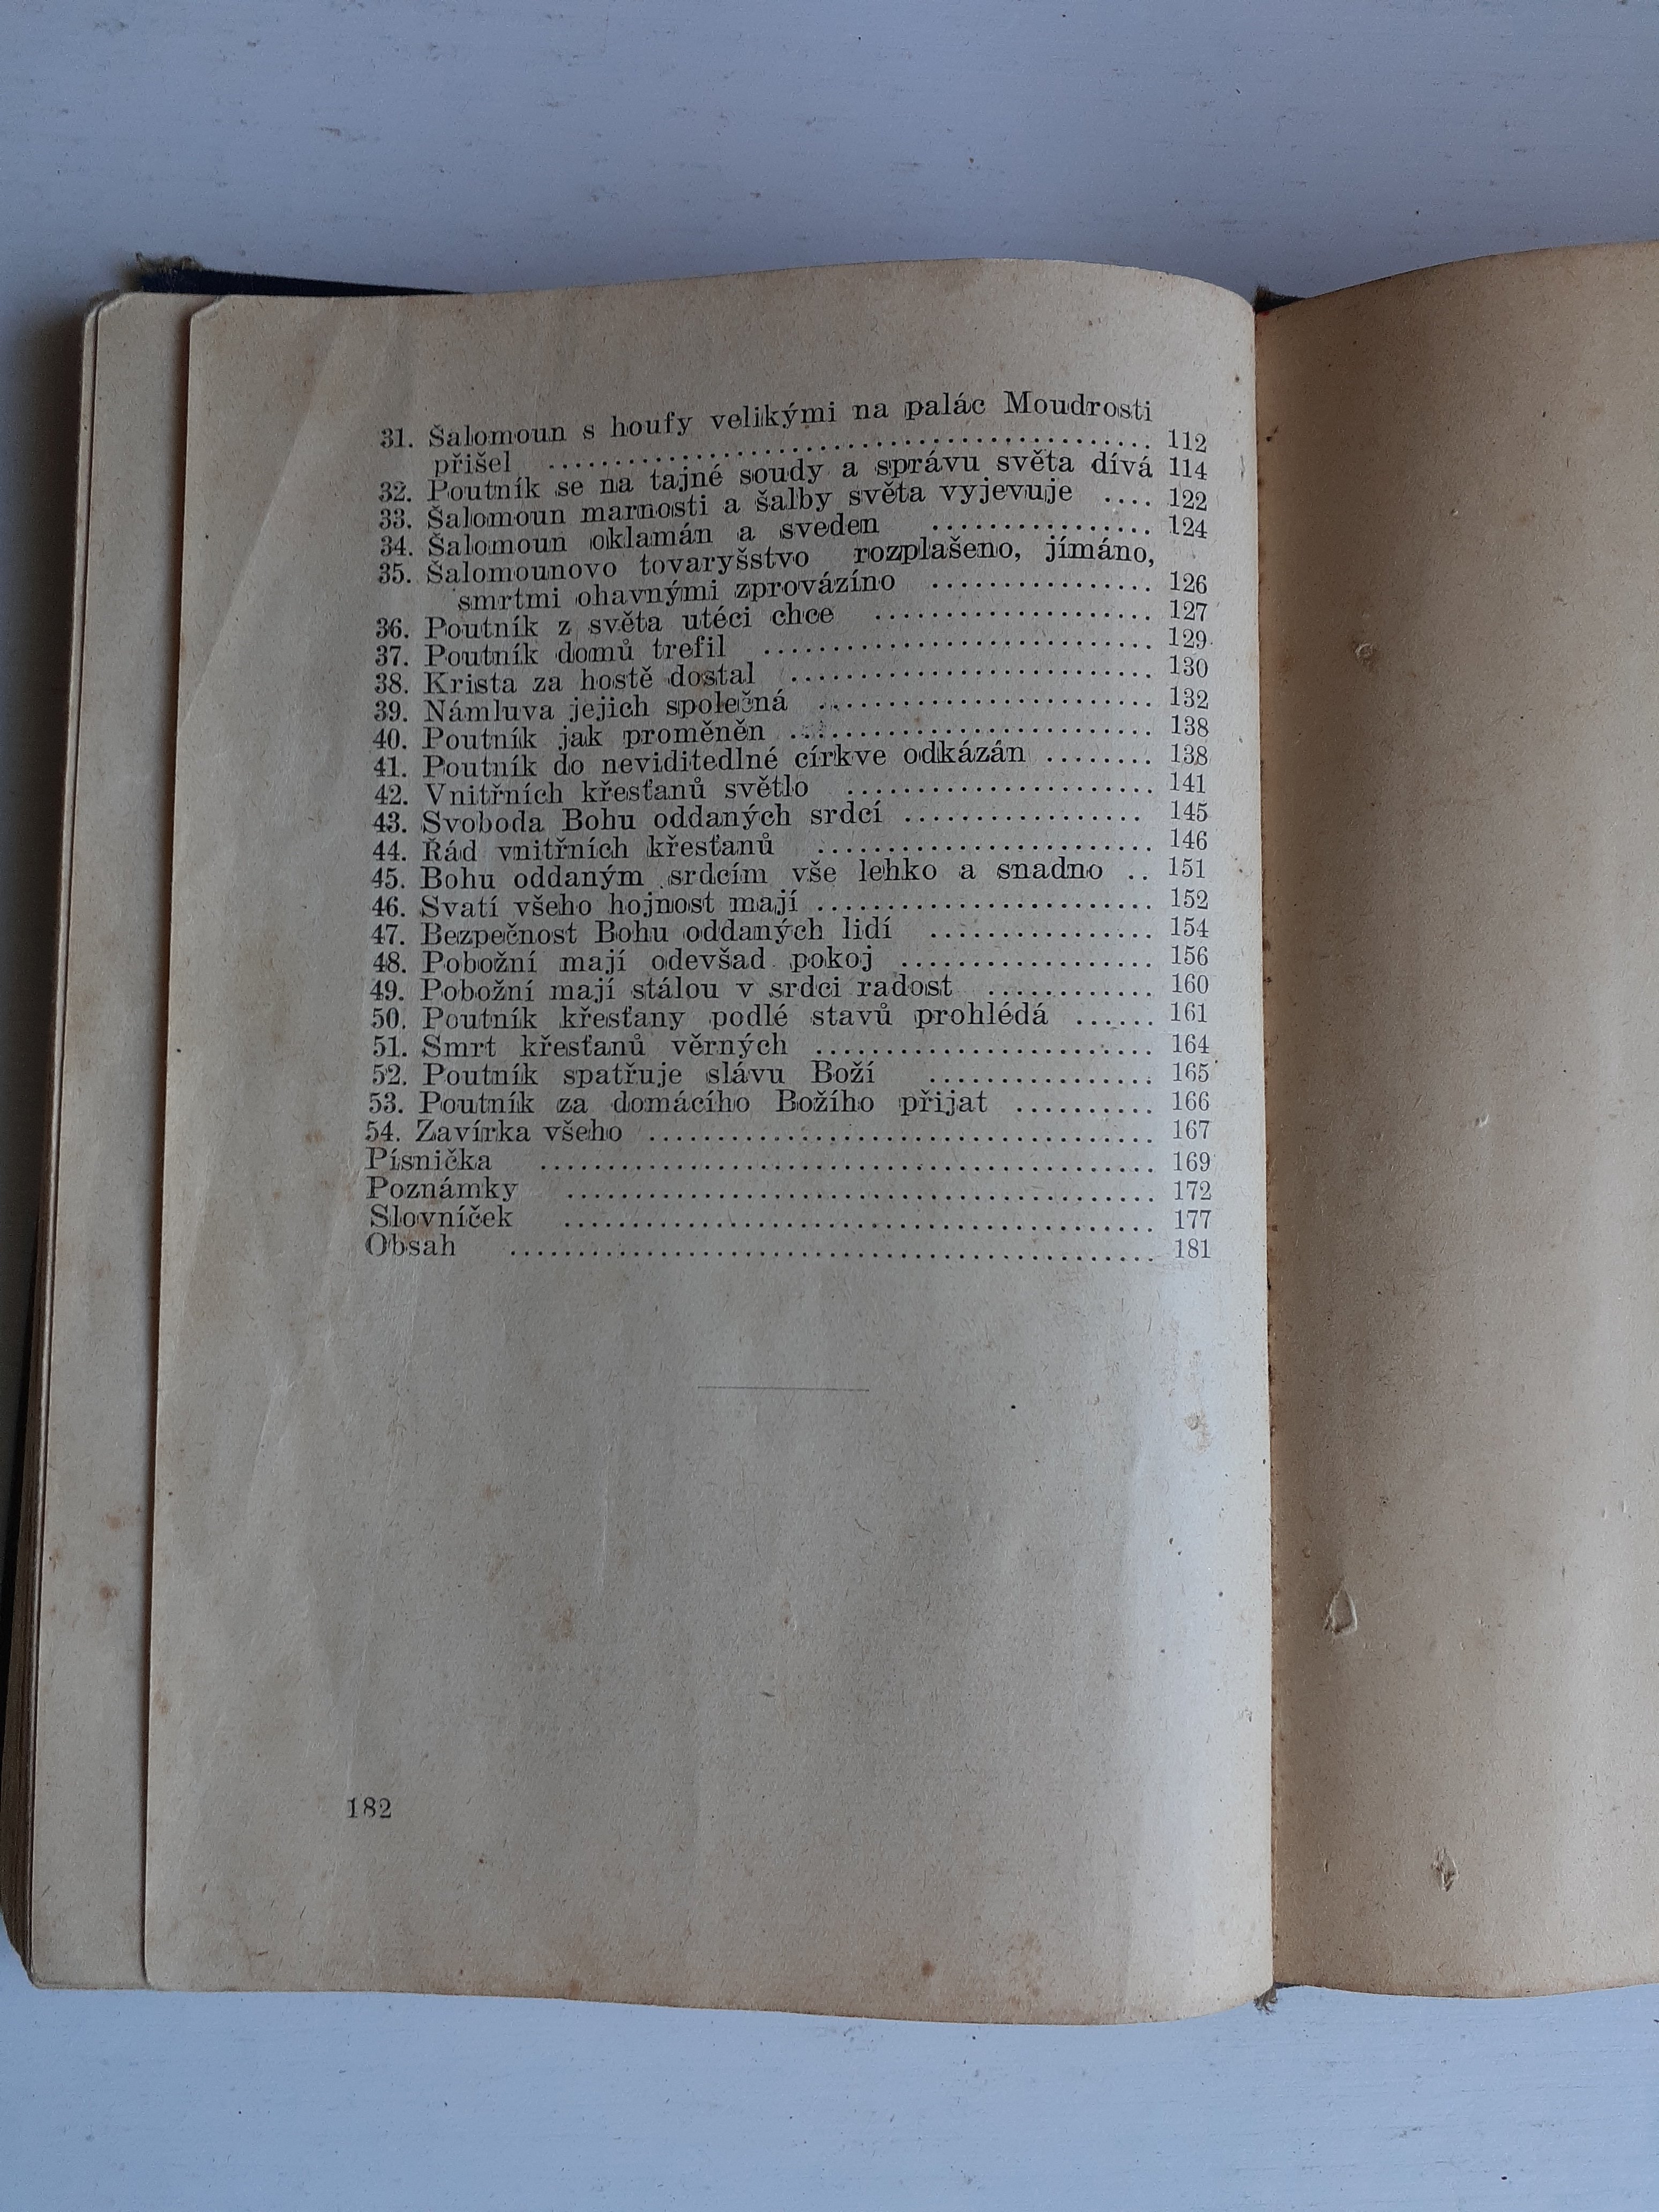 31. Šalomoun s houfy velikými na palác Moudrosti
přišel ........................................ 112
32. Poutník se na tajné soudy a správu světa dívá 114
33. Šalomoun marnosti a šalby světa vyjevuje .... 122
34. Šalomoun oklamán a sveden ................ 124
35. Šalomounovo tovaryšstvo rozplašeno, jímáno,
smrtmi ohavnými zprovázíno ................ 126
36. Poutník z světa utéci chce .................... 127
37. Poutník domů trefil ............................ 129
38. Krista za hostě dostal .......................... 130
39. Námluva jejich společná ........................ 132
40. Poutník jak proměněn .......................... 138
41. Poutník do neviditedlné církve odkázán ........ 138
42. Vnitřních křesťanů světlo ...................... 141
43. Svoboda Bohu oddaných srdcí .................. 145
44. Řád vnitřních křesťanů ........................ 146
45. Bohu oddaným srdcím vše lehko a snadno .. 151
46. Svatí všeho hojnost mají ........................ 152
47. Bezpečnost Bohu oddaných lidí ................ 154
48. Pobožní mají odevšad pokoj .................. 156
49. Pobožní mají stálou v srdci radost ............ 160
50. Poutník křesťany podlé stavů prohlédá ...... 161
51. Smrt křesťanů věrných ........................ 164
52. Poutník spatřuje slávu Boží ................ 165
53. Poutník za domácího Božího přijat .......... 166
54. Zavírka všeho .................................... 167
Písnička ............................................ 169
Poznámky .......................................... 172
Slovníček .......................................... 177
Obsah .............................................. 181
182